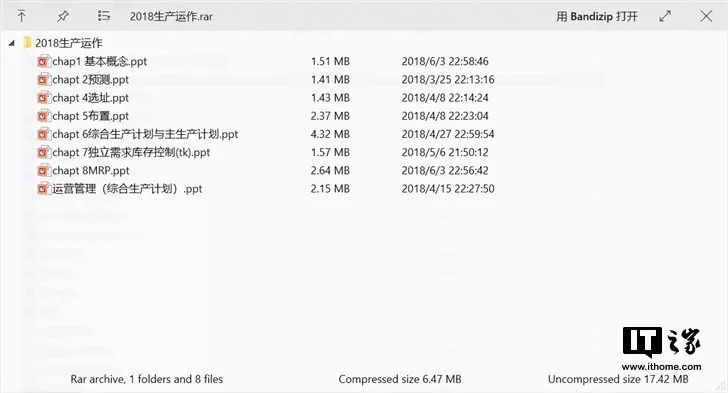 2018生产运作.rar 用 Bandizip 打开
2018生产运作
chap1 基本概念.ppt 1.51 MB 2018/6/3 22:58:46
chapt 2预测.ppt 1.41 MB 2018/3/25 22:13:16
chapt 4选址.ppt 1.43 MB 2018/4/8 22:14:24
chapt 5布置.ppt 2.37 MB 2018/4/8 22:23:04
chapt 6综合生产计划与主生产计划.ppt 4.32 MB 2018/4/27 22:59:54
chapt 7独立需求库存控制(tk).ppt 1.57 MB 2018/5/6 21:50:12
chapt 8MRP.ppt 2.64 MB 2018/6/3 22:56:42
运营管理（综合生产计划）.ppt 2.15 MB 2018/4/15 22:27:50
IT之家
www.ithome.com
Rar archive, 1 folders and 8 files Compressed size 6.47 MB Uncompressed size 17.42 MB